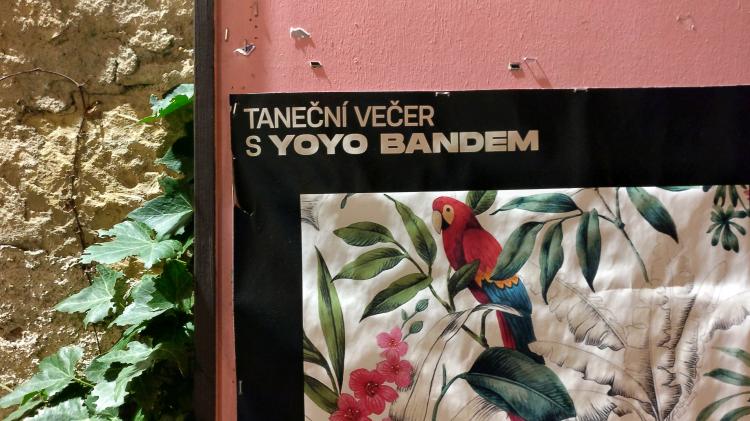 TANEČNÍ VEČER
S YOYO BANDEM